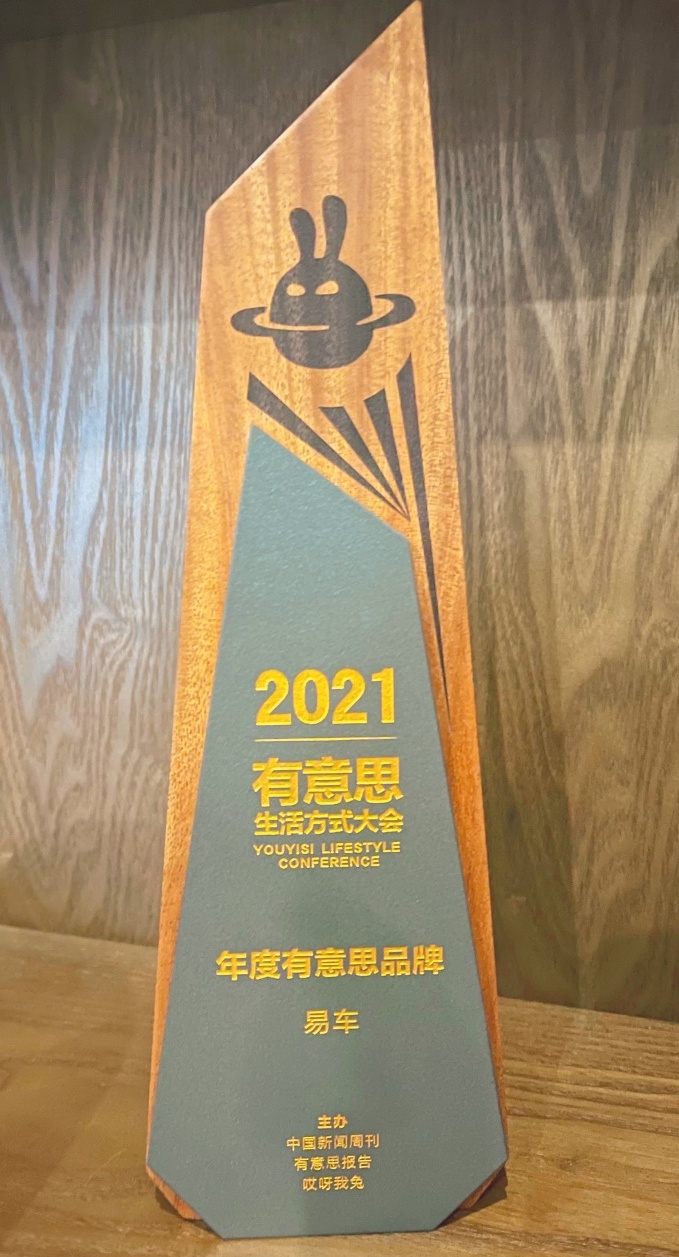 2021
有意思
生活方式大会
YOUYISI LIFESTYLE
CONFERENCE
年度有意思品牌
易车
主办
中国新闻周刊
有意思报告
哎呀我兔